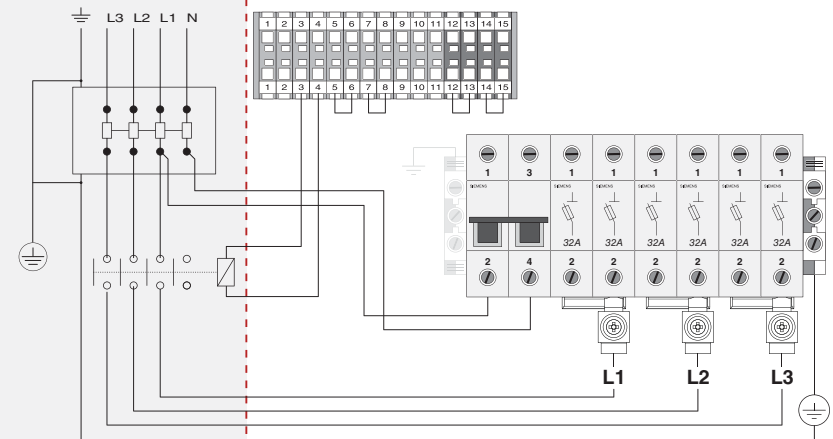 L3 L2 L1 N
1 2 3 4 5 6 7 8 9 10 11 12 13 14 15
1 2 3 4 5 6 7 8 9 10 11 12 13 14 15
1 3 1 1 1 1 1 1
SIEMENS SIEMENS SIEMENS SIEMENS SIEMENS SIEMENS SIEMENS
32A 32A 32A 32A 32A 32A
2 4 2 2 2 2 2 2
L1 L2 L3